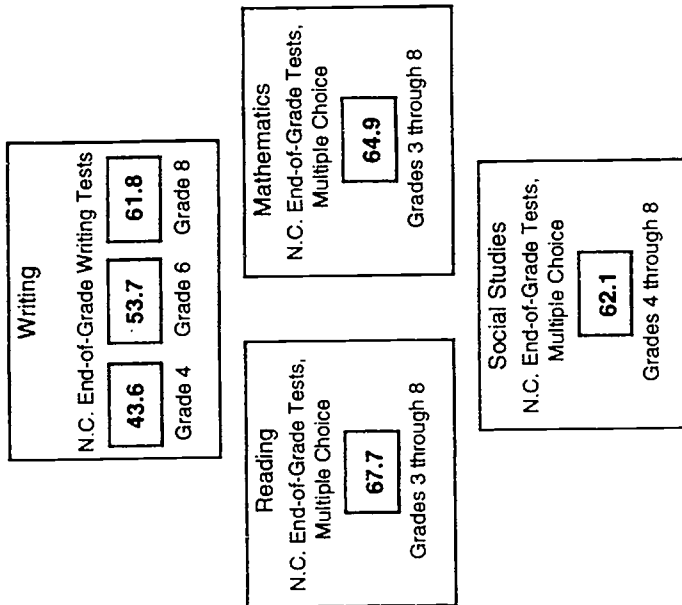 Writing
N.C. End-of-Grade Writing Tests
43.6 53.7 61.8
Grade 4 Grade 6 Grade 8
Reading
N.C. End-of-Grade Tests,
Multiple Choice
67.7
Grades 3 through 8
Mathematics
N.C. End-of-Grade Tests,
Multiple Choice
64.9
Grades 3 through 8
Social Studies
N.C. End-of-Grade Tests,
Multiple Choice
62.1
Grades 4 through 8